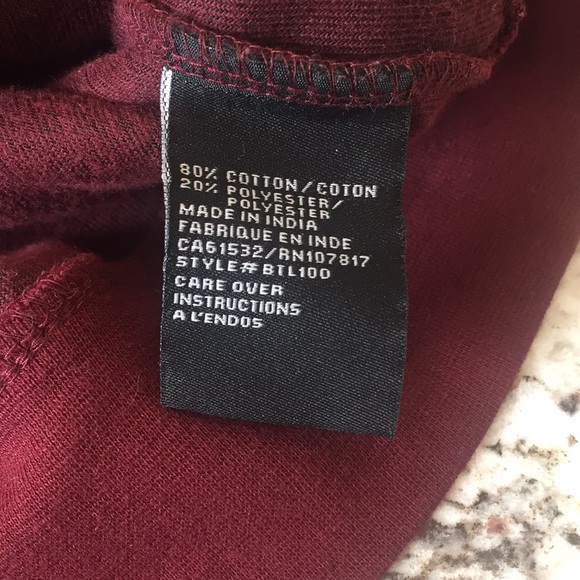 80% COTTON/COTON
20% POLYESTER/
POLYESTER
MADE IN INDIA
FABRIQUE EN INDE
CA61532/RN107817
STYLE# BTL100
CARE OVER
INSTRUCTIONS
A L'ENDOS